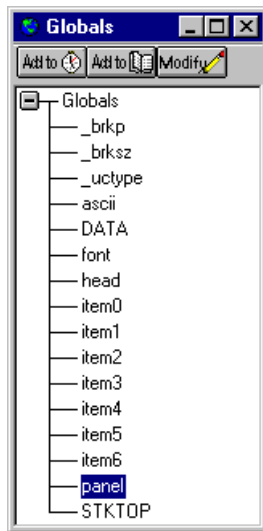 Globals
Add to Add to Modify
Globals
_brkp
_brksz
_uctype
ascii
DATA
font
head
item0
item1
item2
item3
item4
item5
item6
panel
STKTOP